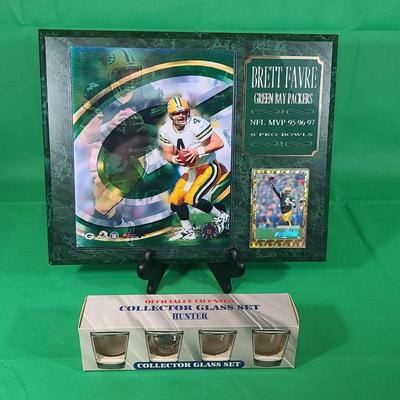 BRETT FAVRE
GREEN BAY PACKERS
NFL MVP 95-96-97
6 PRO BOWLS
4
OFFICIALLY LICENSED
COLLECTOR GLASS SET
HUNTER
COLLECTOR GLASS SET